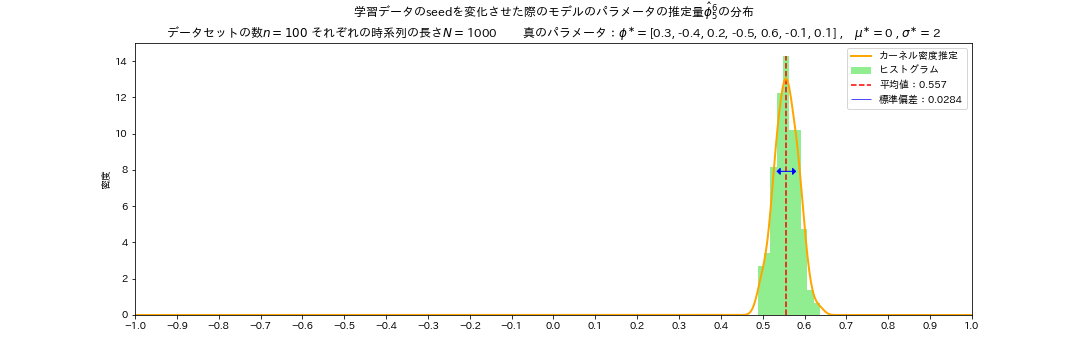 学習データのseedを変化させた際のモデルのパラメータの推定量$\hat{\phi}_5^6$の分布
データセットの数n = 100 それぞれの時系列の長さN = 1000 真のパラメータ：ϕ* = [0.3, -0.4, 0.2, -0.5, 0.6, -0.1, 0.1] , μ* = 0 , σ* = 2
カーネル密度推定
ヒストグラム
平均値：0.557
標準偏差：0.0284
密度
14
12
10
8
6
4
2
0
−1.0 −0.9 −0.8 −0.7 −0.6 −0.5 −0.4 −0.3 −0.2 −0.1 0.0 0.1 0.2 0.3 0.4 0.5 0.6 0.7 0.8 0.9 1.0